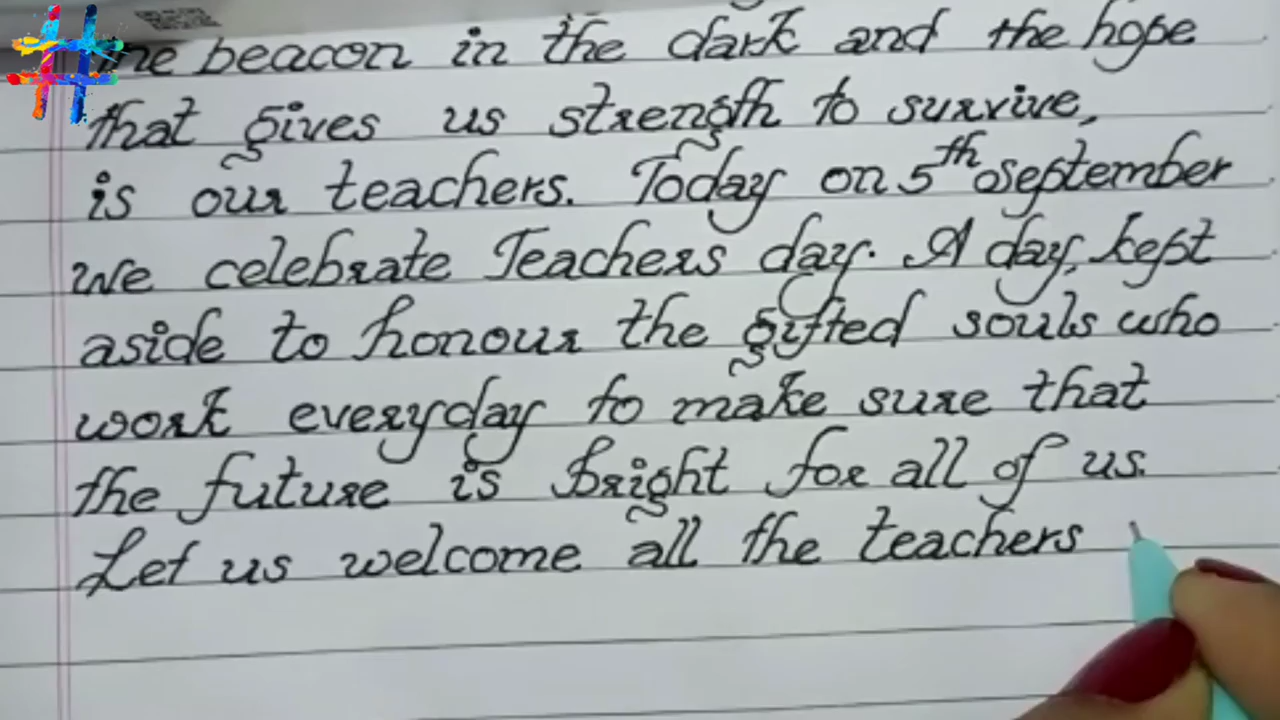 the beacon in the dark and the hope
that gives us strength to survive,
is our teachers. Today on 5th September
we celebrate Teachers day. A day, kept
aside to honour the gifted souls who
work everyday to make sure that
the future is bright for all of us.
Let us welcome all the teachers